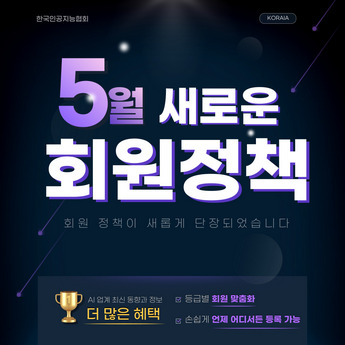 한국인공지능협회
KORAIA
5월 새로운
회원정책
회원 정책이 새롭게 단장되었습니다
AI 업계 최신 동향과 정보
더 많은 혜택
등급별 회원 맞춤화
손쉽게 언제 어디서든 등록 가능